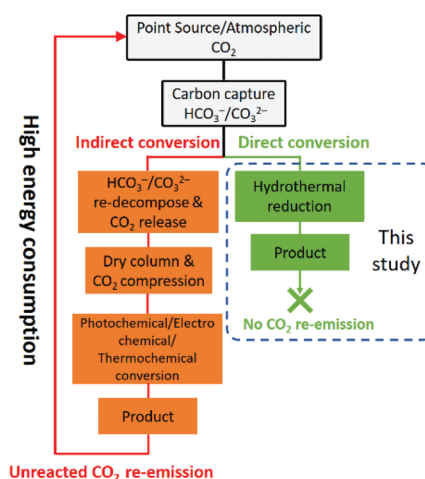 Point Source/Atmospheric
CO₂
Carbon capture
HCO₃⁻/CO₃²⁻
Indirect conversion
Direct conversion
HCO₃⁻/CO₃²⁻
re-decompose &
CO₂ release
Hydrothermal
reduction
Dry column &
CO₂ compression
Product
This
study
Photochemical/Electro
chemical/
Thermochemical
conversion
No CO₂ re-emission
Product
High energy consumption
Unreacted CO₂ re-emission